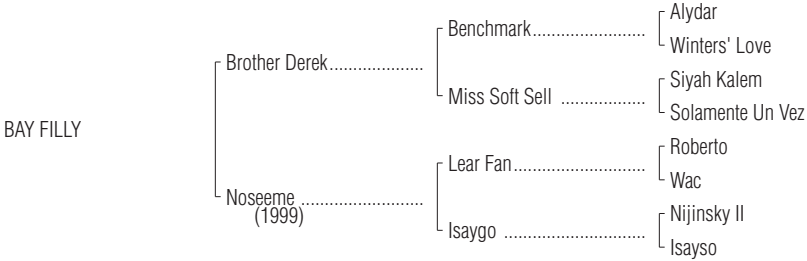 Alydar
Benchmark........................
Winters' Love
Brother Derek....................
Siyah Kalem
Miss Soft Sell ..................
Solamente Un Vez
BAY FILLY
Roberto
Lear Fan............................
Wac
Noseeme ..........................
(1999)
Nijinsky II
Isaygo ..............................
Isayso